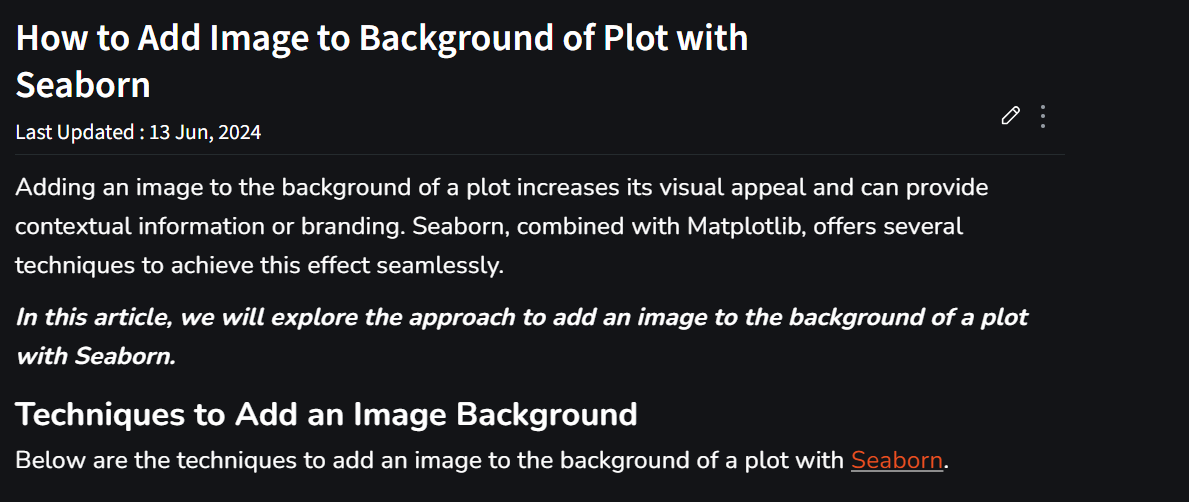 How to Add Image to Background of Plot with
Seaborn
Last Updated : 13 Jun, 2024
Adding an image to the background of a plot increases its visual appeal and can provide
contextual information or branding. Seaborn, combined with Matplotlib, offers several
techniques to achieve this effect seamlessly.
In this article, we will explore the approach to add an image to the background of a plot
with Seaborn.
Techniques to Add an Image Background
Below are the techniques to add an image to the background of a plot with Seaborn.